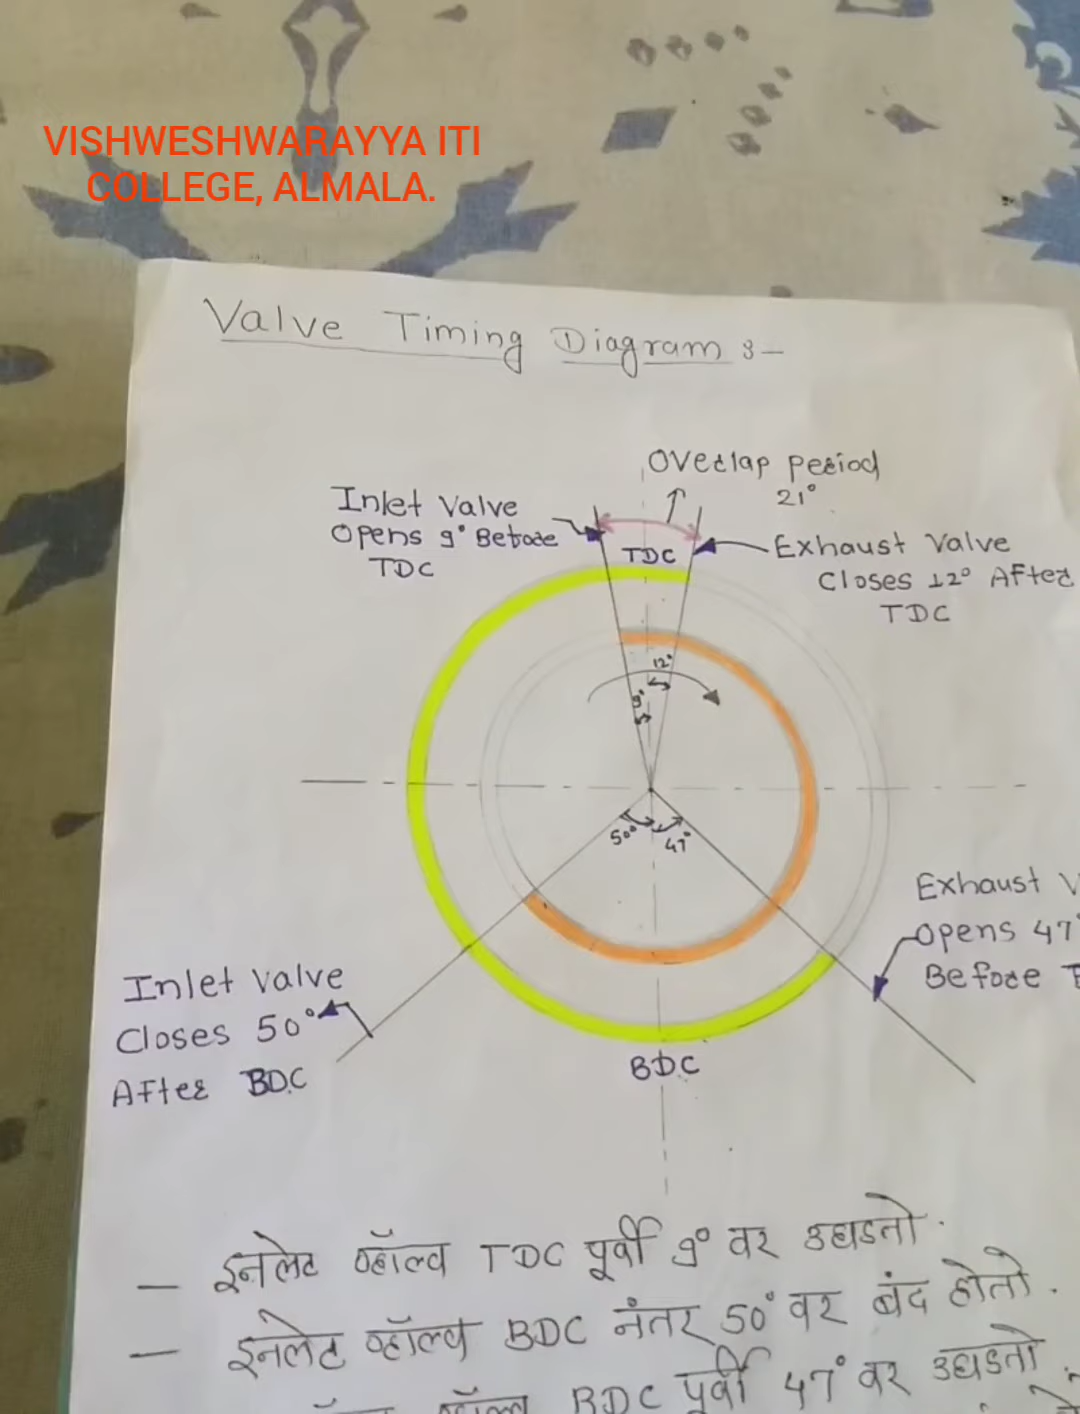 VISHWESHWARAYYA ITI
COLLEGE, ALMALA.
Valve Timing Diagram :-
Overlap period
21°
Inlet Valve
Opens 9° Before
TDC
TDC
Exhaust Valve
Closes 12° After
TDC
12°
9°
50°
47°
Exhaust V
Opens 47°
Before
Inlet Valve
Closes 50°
After BDC
BDC
– इनलेट व्हॉल्व TDC पूर्वी 9° वर उघडतो.
– इनलेट व्हॉल्व BDC नंतर 50° वर बंद होतो.
BDC पूर्वी 47° वर उघडतो.